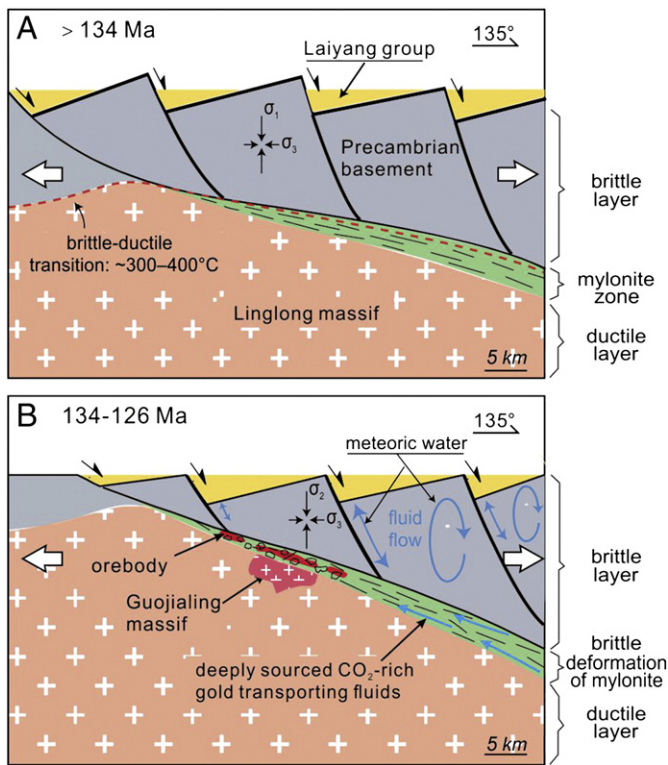 A > 134 Ma
135°
Laiyang group
σ₁
σ₃
Precambrian
basement
brittle
layer
brittle-ductile
transition: ~300–400°C
mylonite
zone
Linglong massif
ductile
layer
5 km
B 134-126 Ma
135°
meteoric water
σ₂
σ₃
fluid
flow
brittle
layer
orebody
Guojialing
massif
deeply sourced CO₂-rich
gold transporting fluids
brittle
deformation
of mylonite
ductile
layer
5 km